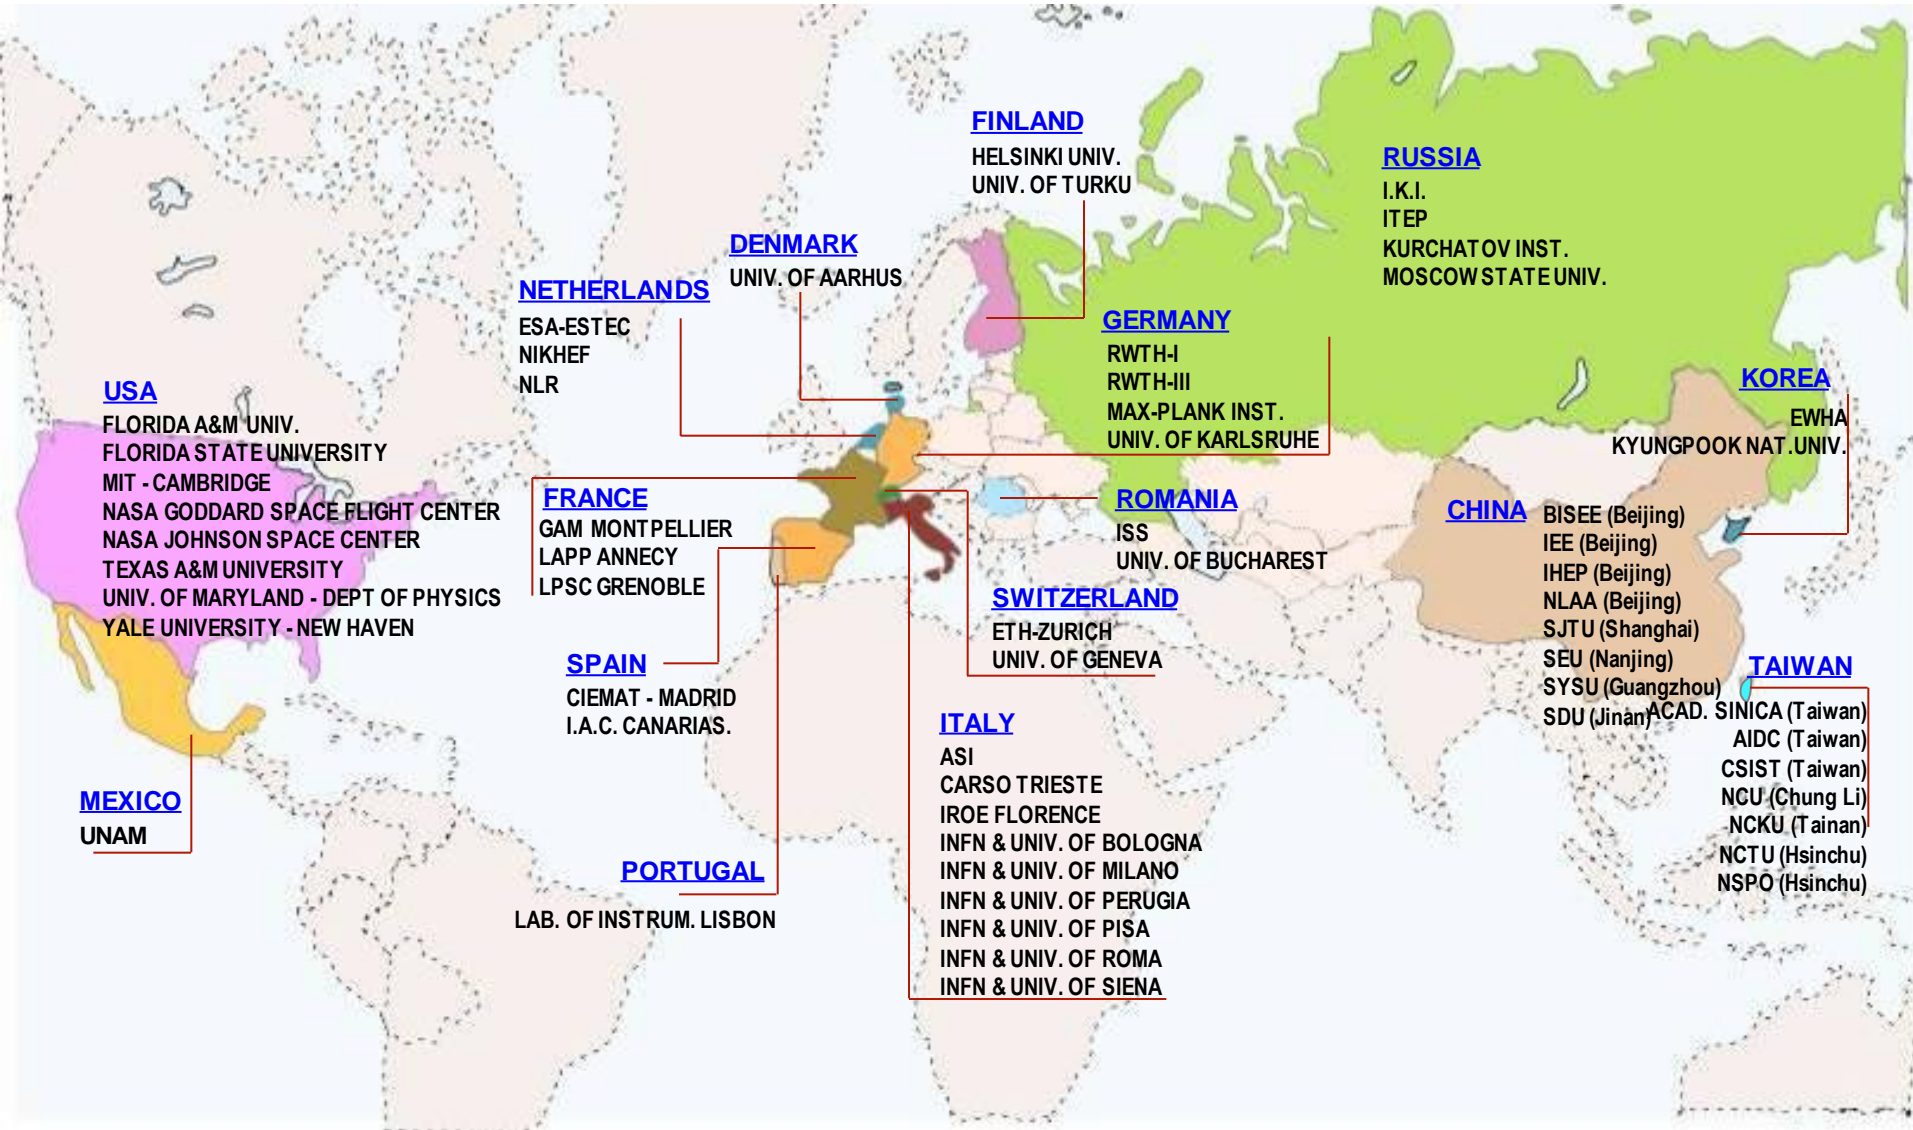 FINLAND
HELSINKI UNIV.
UNIV. OF TURKU
RUSSIA
I.K.I.
ITEP
KURCHATOV INST.
MOSCOW STATE UNIV.
DENMARK
UNIV. OF AARHUS
NETHERLANDS
ESA-ESTEC
NIKHEF
NLR
GERMANY
RWTH-I
RWTH-III
MAX-PLANK INST.
UNIV. OF KARLSRUHE
KOREA
EWHA
KYUNGPOOK NAT.UNIV.
USA
FLORIDA A&M UNIV.
FLORIDA STATE UNIVERSITY
MIT - CAMBRIDGE
NASA GODDARD SPACE FLIGHT CENTER
NASA JOHNSON SPACE CENTER
TEXAS A&M UNIVERSITY
UNIV. OF MARYLAND - DEPT OF PHYSICS
YALE UNIVERSITY - NEW HAVEN
FRANCE
GAM MONTPELLIER
LAPP ANNECY
LPSC GRENOBLE
ROMANIA
ISS
UNIV. OF BUCHAREST
CHINA
BISEE (Beijing)
IEE (Beijing)
IHEP (Beijing)
NLAA (Beijing)
SJTU (Shanghai)
SEU (Nanjing)
SYSU (Guangzhou)
SDU (Jinan)
SWITZERLAND
ETH-ZURICH
UNIV. OF GENEVA
SPAIN
CIEMAT - MADRID
I.A.C. CANARIAS.
TAIWAN
ACAD. SINICA (Taiwan)
AIDC (Taiwan)
CSIST (Taiwan)
NCU (Chung Li)
NCKU (Tainan)
NCTU (Hsinchu)
NSPO (Hsinchu)
ITALY
ASI
CARSO TRIESTE
IROE FLORENCE
INFN & UNIV. OF BOLOGNA
INFN & UNIV. OF MILANO
INFN & UNIV. OF PERUGIA
INFN & UNIV. OF PISA
INFN & UNIV. OF ROMA
INFN & UNIV. OF SIENA
MEXICO
UNAM
PORTUGAL
LAB. OF INSTRUM. LISBON